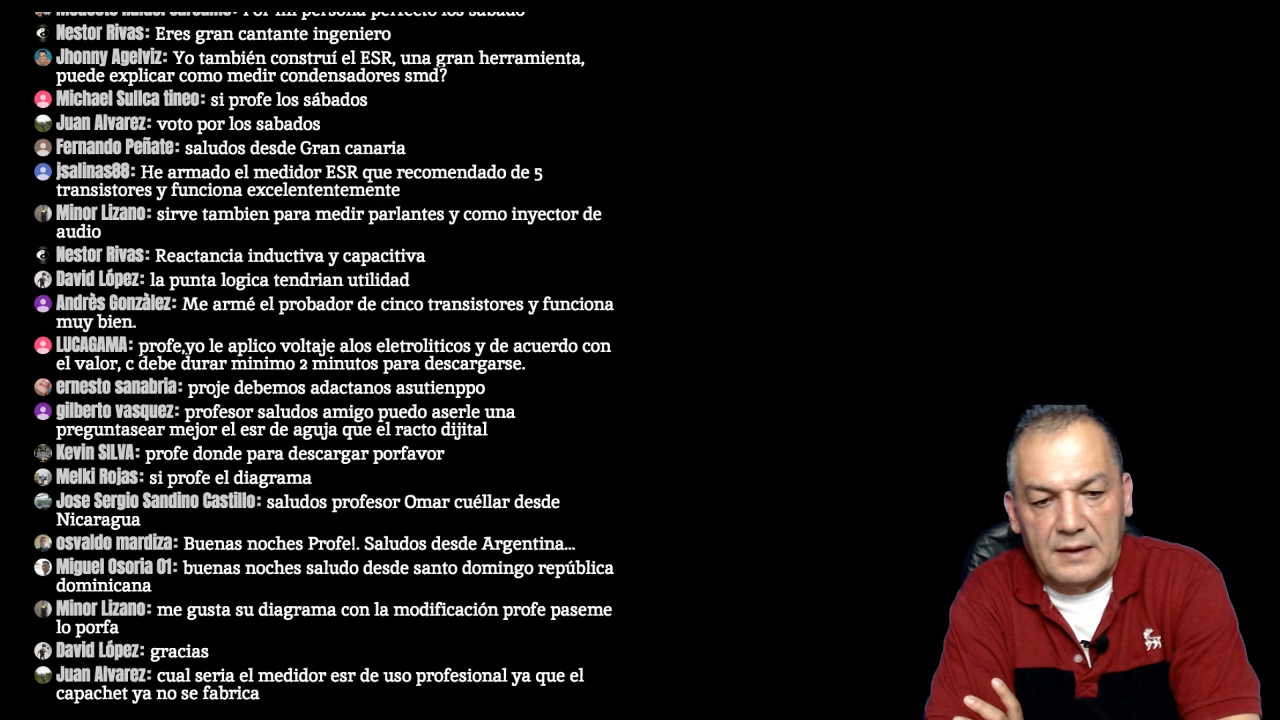 Nestor Rivas: Eres gran cantante ingeniero
Jhonny Agelviz: Yo también construí el ESR, una gran herramienta,
puede explicar como medir condensadores smd?
Michael Sullca tineo: si profe los sábados
Juan Alvarez: voto por los sabados
Fernando Peñate: saludos desde Gran canaria
jsalinas88: He armado el medidor ESR que recomendado de 5
transistores y funciona excelententemente
Minor Lizano: sirve tambien para medir parlantes y como inyector de
audio
Nestor Rivas: Reactancia inductiva y capacitiva
David López: la punta logica tendrian utilidad
Andrès Gonzàlez: Me armé el probador de cinco transistores y funciona
muy bien.
LUCAGAMA: profe,yo le aplico voltaje alos eletroliticos y de acuerdo con
el valor, c debe durar minimo 2 minutos para descargarse.
ernesto sanabria: proje debemos adactanos asutienppo
gilberto vasquez: profesor saludos amigo puedo aserle una
preguntasear mejor el esr de aguja que el racto dijital
Kevin SILVA: profe donde para descargar porfavor
Melki Rojas: si profe el diagrama
Jose Sergio Sandino Castillo: saludos profesor Omar cuéllar desde
Nicaragua
osvaldo mardiza: Buenas noches Profe!. Saludos desde Argentina...
Miguel Osoria 01: buenas noches saludo desde santo domingo república
dominicana
Minor Lizano: me gusta su diagrama con la modificación profe paseme
lo porfa
David López: gracias
Juan Alvarez: cual seria el medidor esr de uso profesional ya que el
capachet ya no se fabrica